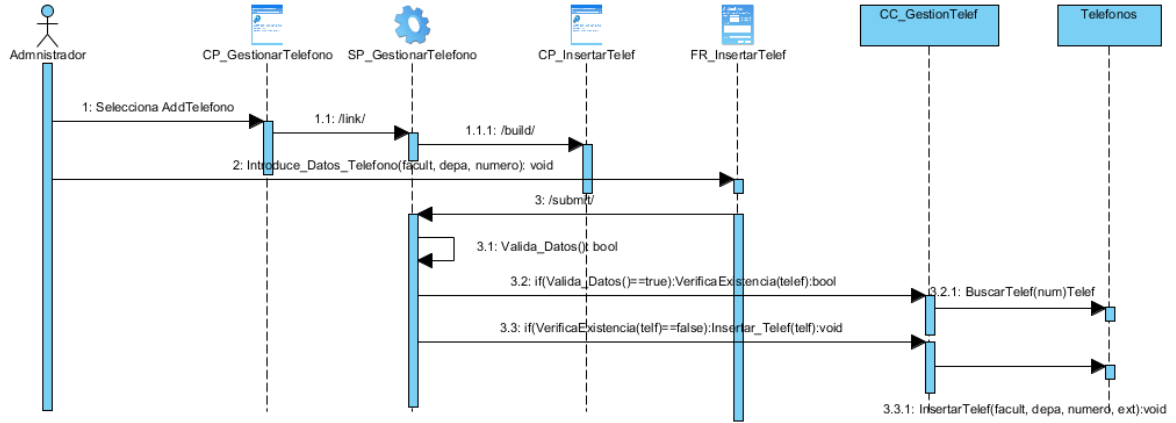 CC_GestionTelef
Telefonos
Admnistrador
CP_GestionarTelefono
SP_GestionarTelefono
CP_InsertarTelef
FR_InsertarTelef
1: Selecciona AddTelefono
1.1: /link/
1.1.1: /build/
2: Introduce_Datos_Telefono(facult, depa, numero): void
3: /submit/
3.1: Valida_Datos(): bool
3.2: if(Valida_Datos()==true):VerificaExistencia(telef):bool
3.2.1: BuscarTelef(num)Telef
3.3: if(VerificaExistencia(telf)==false):Insertar_Telef(telf):void
3.3.1: InsertarTelef(facult, depa, numero, ext):void